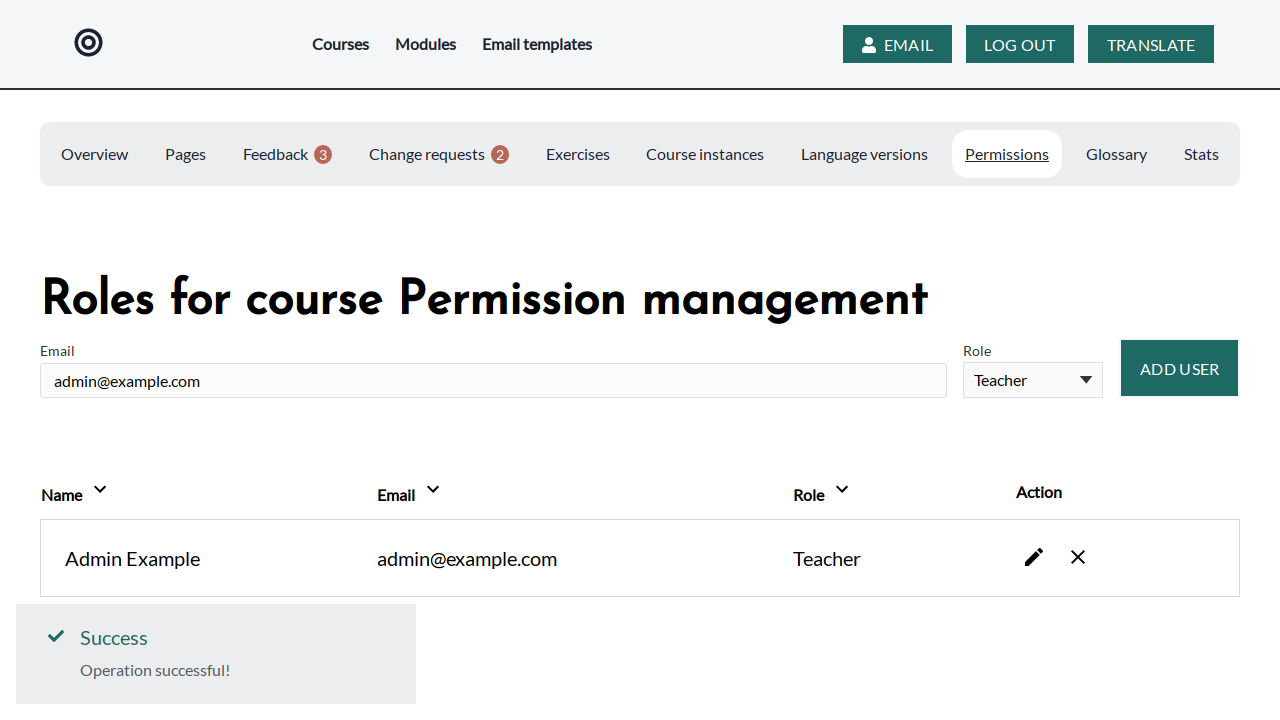 Courses Modules Email templates EMAIL LOG OUT TRANSLATE
Overview Pages Feedback 3 Change requests 2 Exercises Course instances Language versions Permissions Glossary Stats
Roles for course Permission management
Email Role
admin@example.com Teacher ADD USER
Name Email Role Action
Admin Example admin@example.com Teacher
Success
Operation successful!